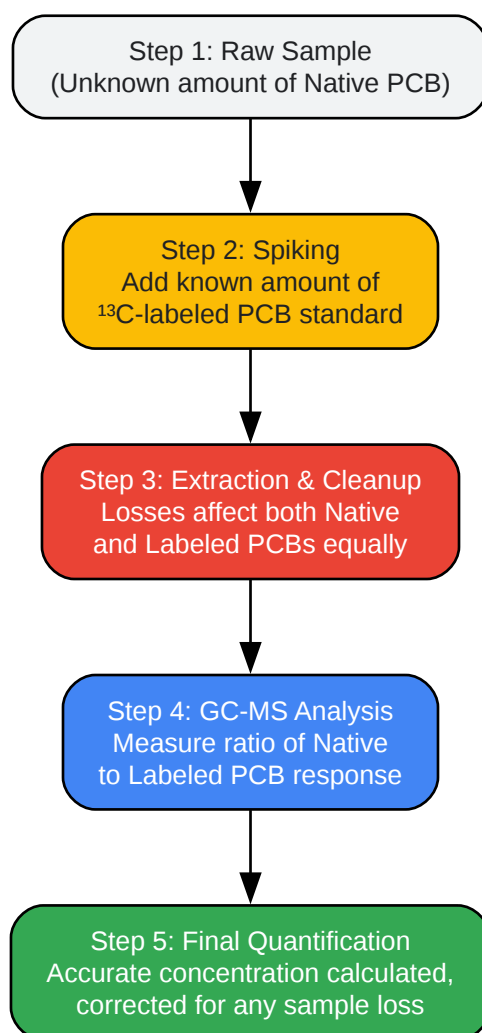 Step 1: Raw Sample
(Unknown amount of Native PCB)
Step 2: Spiking
Add known amount of
¹³C-labeled PCB standard
Step 3: Extraction & Cleanup
Losses affect both Native
and Labeled PCBs equally
Step 4: GC-MS Analysis
Measure ratio of Native
to Labeled PCB response
Step 5: Final Quantification
Accurate concentration calculated,
corrected for any sample loss